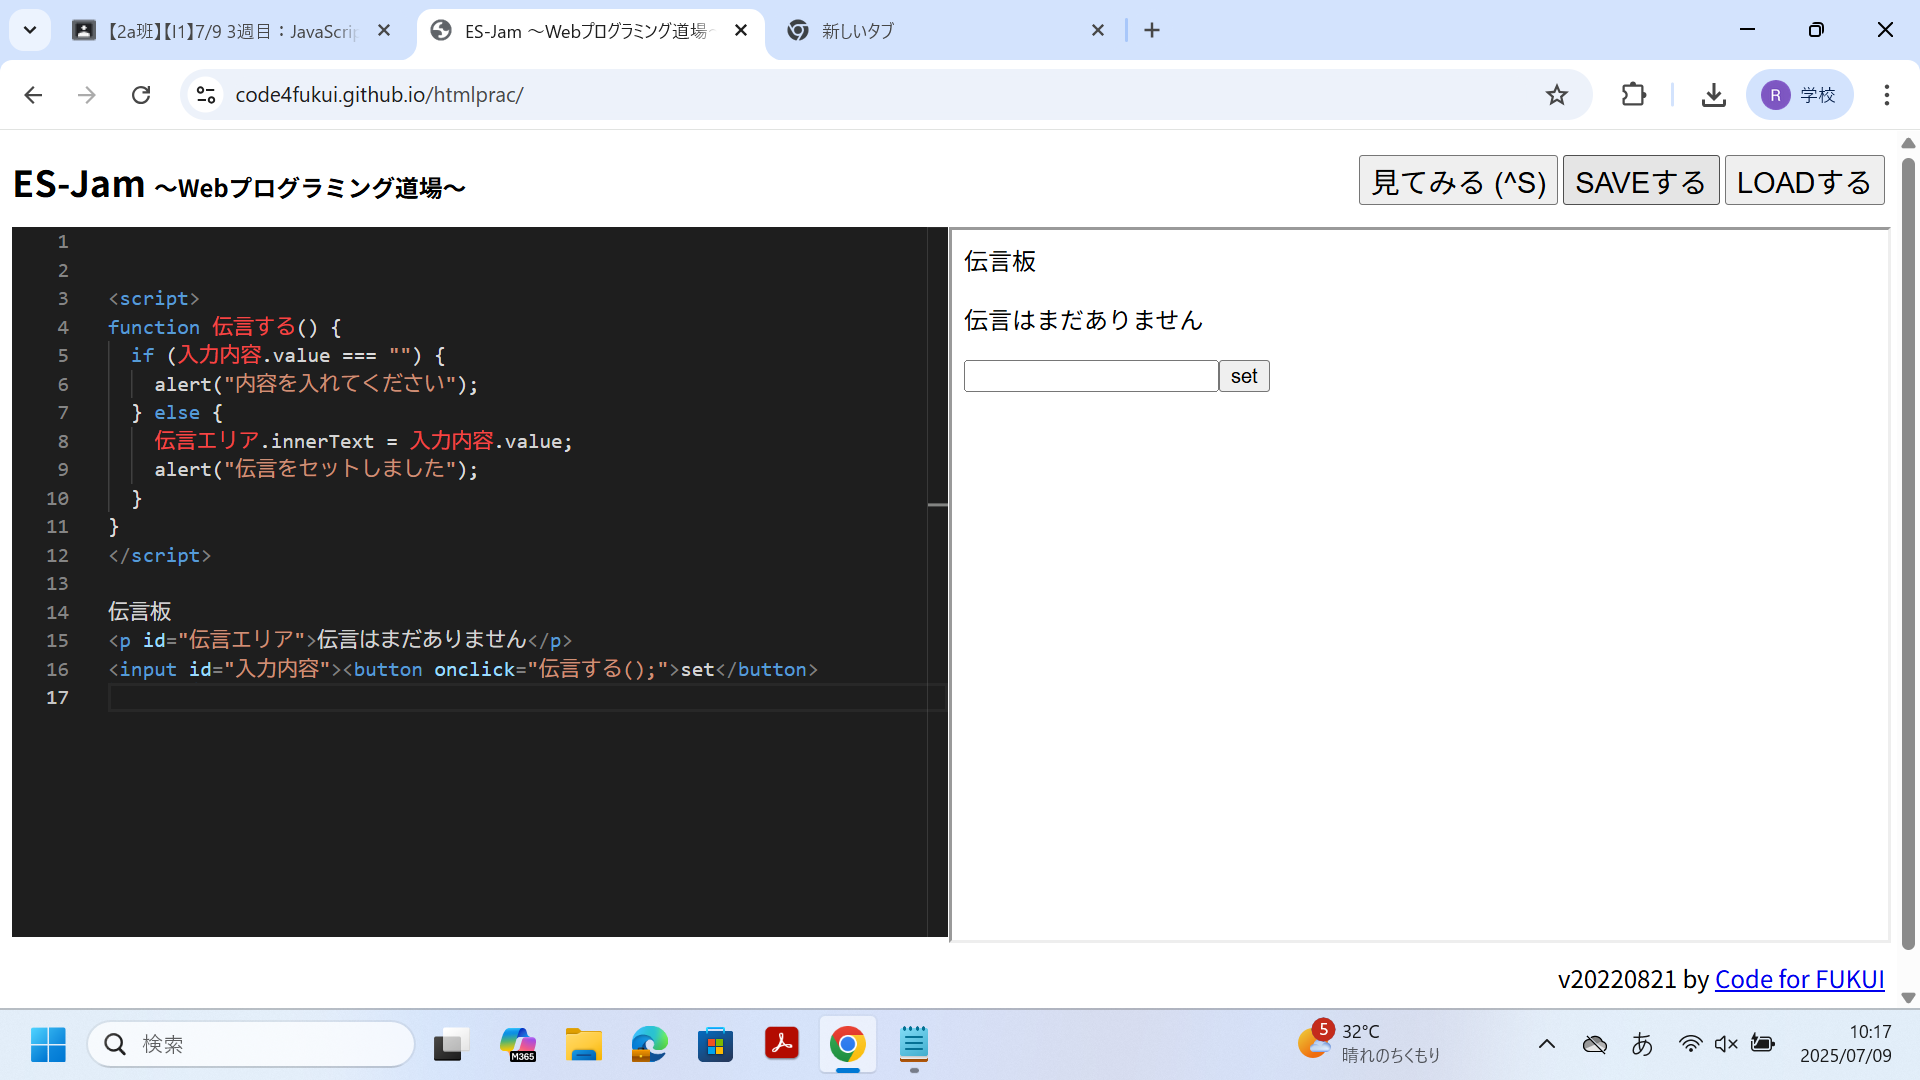 【2a班】【I1】7/9 3週目：JavaScri
ES-Jam ～Webプログラミング道場～
新しいタブ
code4fukui.github.io/htmlprac/
R 学校
ES-Jam ～Webプログラミング道場～
見てみる (^S) SAVEする LOADする
1
2
3 <script>
4 function 伝言する() {
5 if (入力内容.value === "") {
6 alert("内容を入れてください");
7 } else {
8 伝言エリア.innerText = 入力内容.value;
9 alert("伝言をセットしました");
10 }
11 }
12 </script>
13
14 伝言板
15 <p id="伝言エリア">伝言はまだありません</p>
16 <input id="入力内容"><button onclick="伝言する();">set</button>
17
伝言板
伝言はまだありません
set
v20220821 by Code for FUKUI
検索
M365
5
32°C
晴れのちくもり
あ
10:17
2025/07/09